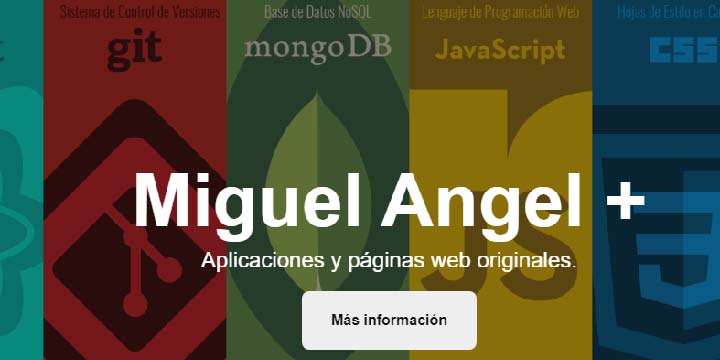 Sistema de Control de Versiones
Base de Datos NoSQL
Lenguaje de Programación Web
Hojas de Estilo en
git
mongoDB
JavaScript
CSS
JS
Miguel Angel +
Aplicaciones y páginas web originales.
Más información